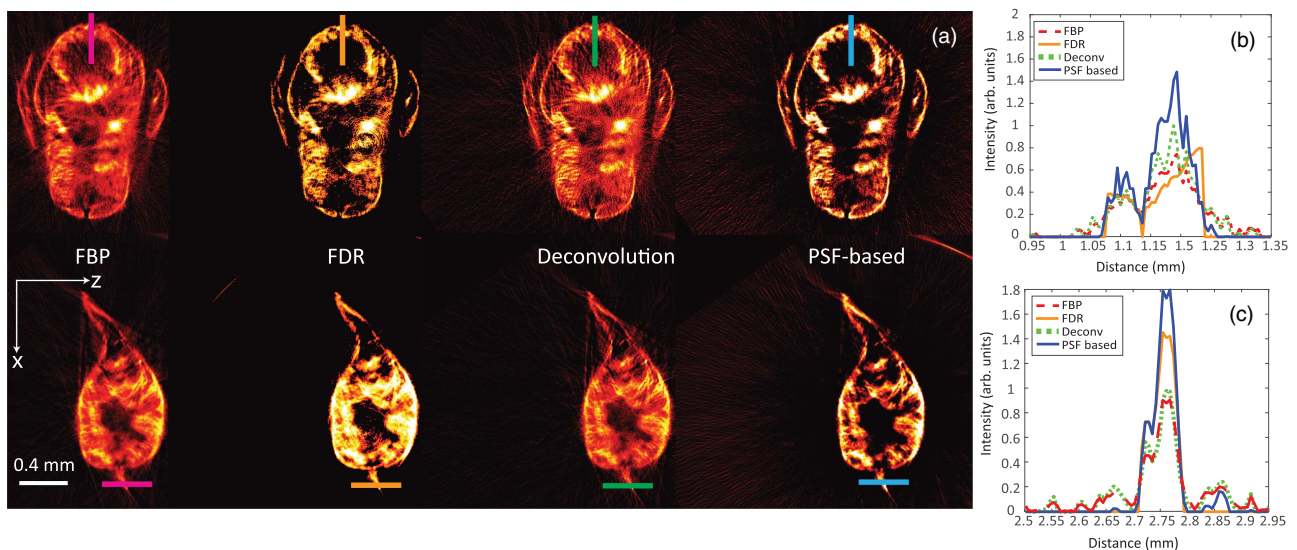 (a)
FBP
FDR
Deconvolution
PSF-based
z
x
0.4 mm
(b)
2
1.8
1.6
1.4
1.2
1
0.8
0.6
0.4
0.2
0
Intensity (arb. units)
FBP
FDR
Deconv
PSF based
0.95 1 1.05 1.1 1.15 1.5 1.25 1.3 1.35
Distance (mm)
(c)
1.8
1.6
1.4
1.2
1
0.8
0.6
0.4
0.2
0
Intensity (arb. units)
FBP
FDR
Deconv
PSF based
2.5 2.55 2.6 2.65 2.7 2.75 2.8 2.85 2.9 2.95
Distance (mm)